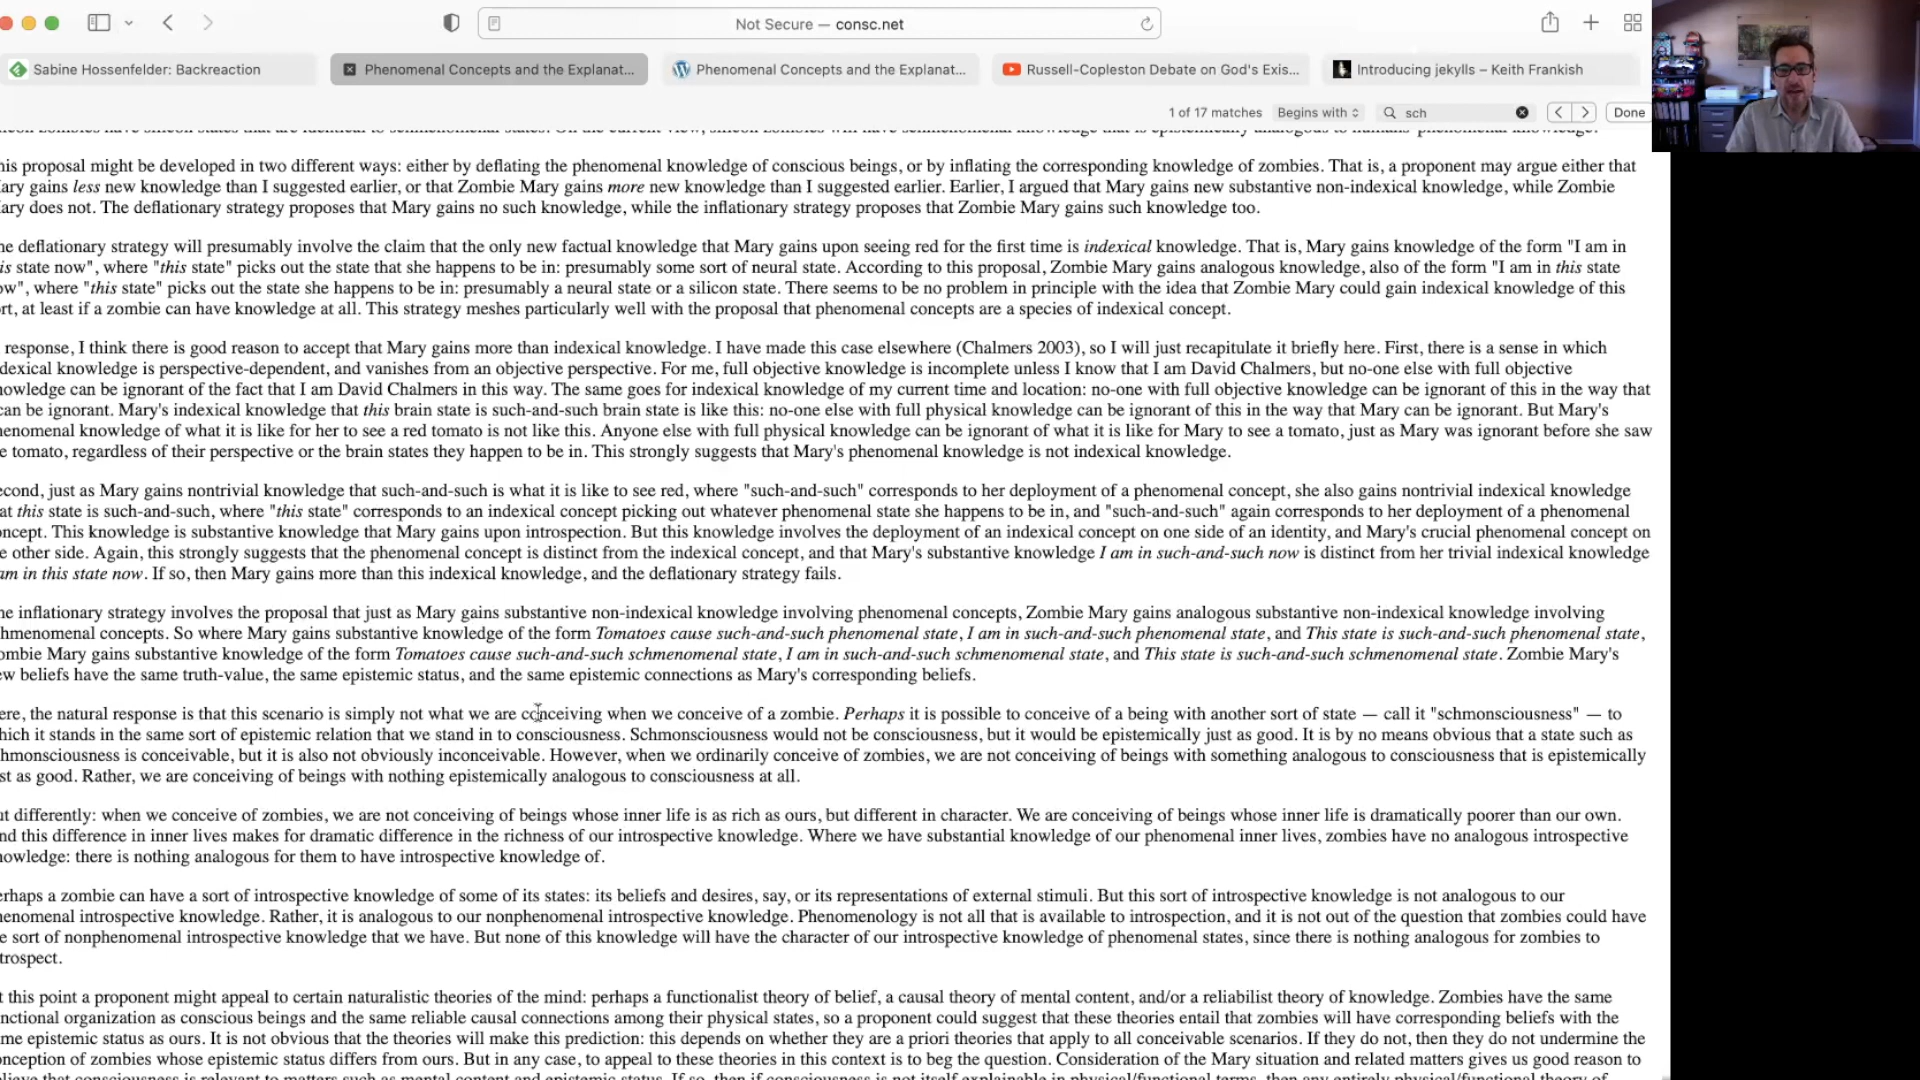 Not Secure — consc.net
Sabine Hossenfelder: Backreaction
Phenomenal Concepts and the Explanat...
Phenomenal Concepts and the Explanat...
Russell-Copleston Debate on God's Exis...
Introducing jekylls – Keith Frankish
1 of 17 matches Begins with sch Done
his proposal might be developed in two different ways: either by deflating the phenomenal knowledge of conscious beings, or by inflating the corresponding knowledge of zombies. That is, a proponent may argue either that
ary gains less new knowledge than I suggested earlier, or that Zombie Mary gains more new knowledge than I suggested earlier. Earlier, I argued that Mary gains new substantive non-indexical knowledge, while Zombie
ary does not. The deflationary strategy proposes that Mary gains no such knowledge, while the inflationary strategy proposes that Zombie Mary gains such knowledge too.
he deflationary strategy will presumably involve the claim that the only new factual knowledge that Mary gains upon seeing red for the first time is indexical knowledge. That is, Mary gains knowledge of the form "I am in
is state now", where "this state" picks out the state that she happens to be in: presumably some sort of neural state. According to this proposal, Zombie Mary gains analogous knowledge, also of the form "I am in this state
ow", where "this state" picks out the state she happens to be in: presumably a neural state or a silicon state. There seems to be no problem in principle with the idea that Zombie Mary could gain indexical knowledge of this
rt, at least if a zombie can have knowledge at all. This strategy meshes particularly well with the proposal that phenomenal concepts are a species of indexical concept.
response, I think there is good reason to accept that Mary gains more than indexical knowledge. I have made this case elsewhere (Chalmers 2003), so I will just recapitulate it briefly here. First, there is a sense in which
dexical knowledge is perspective-dependent, and vanishes from an objective perspective. For me, full objective knowledge is incomplete unless I know that I am David Chalmers, but no-one else with full objective
nowledge can be ignorant of the fact that I am David Chalmers in this way. The same goes for indexical knowledge of my current time and location: no-one with full objective knowledge can be ignorant of this in the way that
can be ignorant. Mary's indexical knowledge that this brain state is such-and-such brain state is like this: no-one else with full physical knowledge can be ignorant of this in the way that Mary can be ignorant. But Mary's
henomenal knowledge of what it is like for her to see a red tomato is not like this. Anyone else with full physical knowledge can be ignorant of what it is like for Mary to see a tomato, just as Mary was ignorant before she saw
e tomato, regardless of their perspective or the brain states they happen to be in. This strongly suggests that Mary's phenomenal knowledge is not indexical knowledge.
econd, just as Mary gains nontrivial knowledge that such-and-such is what it is like to see red, where "such-and-such" corresponds to her deployment of a phenomenal concept, she also gains nontrivial indexical knowledge
at this state is such-and-such, where "this state" corresponds to an indexical concept picking out whatever phenomenal state she happens to be in, and "such-and-such" again corresponds to her deployment of a phenomenal
oncept. This knowledge is substantive knowledge that Mary gains upon introspection. But this knowledge involves the deployment of an indexical concept on one side of an identity, and Mary's crucial phenomenal concept on
e other side. Again, this strongly suggests that the phenomenal concept is distinct from the indexical concept, and that Mary's substantive knowledge I am in such-and-such now is distinct from her trivial indexical knowledge
am in this state now. If so, then Mary gains more than this indexical knowledge, and the deflationary strategy fails.
he inflationary strategy involves the proposal that just as Mary gains substantive non-indexical knowledge involving phenomenal concepts, Zombie Mary gains analogous substantive non-indexical knowledge involving
hmenomenal concepts. So where Mary gains substantive knowledge of the form Tomatoes cause such-and-such phenomenal state, I am in such-and-such phenomenal state, and This state is such-and-such phenomenal state,
ombie Mary gains substantive knowledge of the form Tomatoes cause such-and-such schmenomenal state, I am in such-and-such schmenomenal state, and This state is such-and-such schmenomenal state. Zombie Mary's
ew beliefs have the same truth-value, the same epistemic status, and the same epistemic connections as Mary's corresponding beliefs.
ere, the natural response is that this scenario is simply not what we are conceiving when we conceive of a zombie. Perhaps it is possible to conceive of a being with another sort of state — call it "schmonsciousness" — to
hich it stands in the same sort of epistemic relation that we stand in to consciousness. Schmonsciousness would not be consciousness, but it would be epistemically just as good. It is by no means obvious that a state such as
hmonsciousness is conceivable, but it is also not obviously inconceivable. However, when we ordinarily conceive of zombies, we are not conceiving of beings with something analogous to consciousness that is epistemically
st as good. Rather, we are conceiving of beings with nothing epistemically analogous to consciousness at all.
ut differently: when we conceive of zombies, we are not conceiving of beings whose inner life is as rich as ours, but different in character. We are conceiving of beings whose inner life is dramatically poorer than our own.
nd this difference in inner lives makes for dramatic difference in the richness of our introspective knowledge. Where we have substantial knowledge of our phenomenal inner lives, zombies have no analogous introspective
nowledge: there is nothing analogous for them to have introspective knowledge of.
erhaps a zombie can have a sort of introspective knowledge of some of its states: its beliefs and desires, say, or its representations of external stimuli. But this sort of introspective knowledge is not analogous to our
henomenal introspective knowledge. Rather, it is analogous to our nonphenomenal introspective knowledge. Phenomenology is not all that is available to introspection, and it is not out of the question that zombies could have
e sort of nonphenomenal introspective knowledge that we have. But none of this knowledge will have the character of our introspective knowledge of phenomenal states, since there is nothing analogous for zombies to
trospect.
t this point a proponent might appeal to certain naturalistic theories of the mind: perhaps a functionalist theory of belief, a causal theory of mental content, and/or a reliabilist theory of knowledge. Zombies have the same
nctional organization as conscious beings and the same reliable causal connections among their physical states, so a proponent could suggest that these theories entail that zombies will have corresponding beliefs with the
me epistemic status as ours. It is not obvious that the theories will make this prediction: this depends on whether they are a priori theories that apply to all conceivable scenarios. If they do not, then they do not undermine the
onception of zombies whose epistemic status differs from ours. But in any case, to appeal to these theories in this context is to beg the question. Consideration of the Mary situation and related matters gives us good reason to